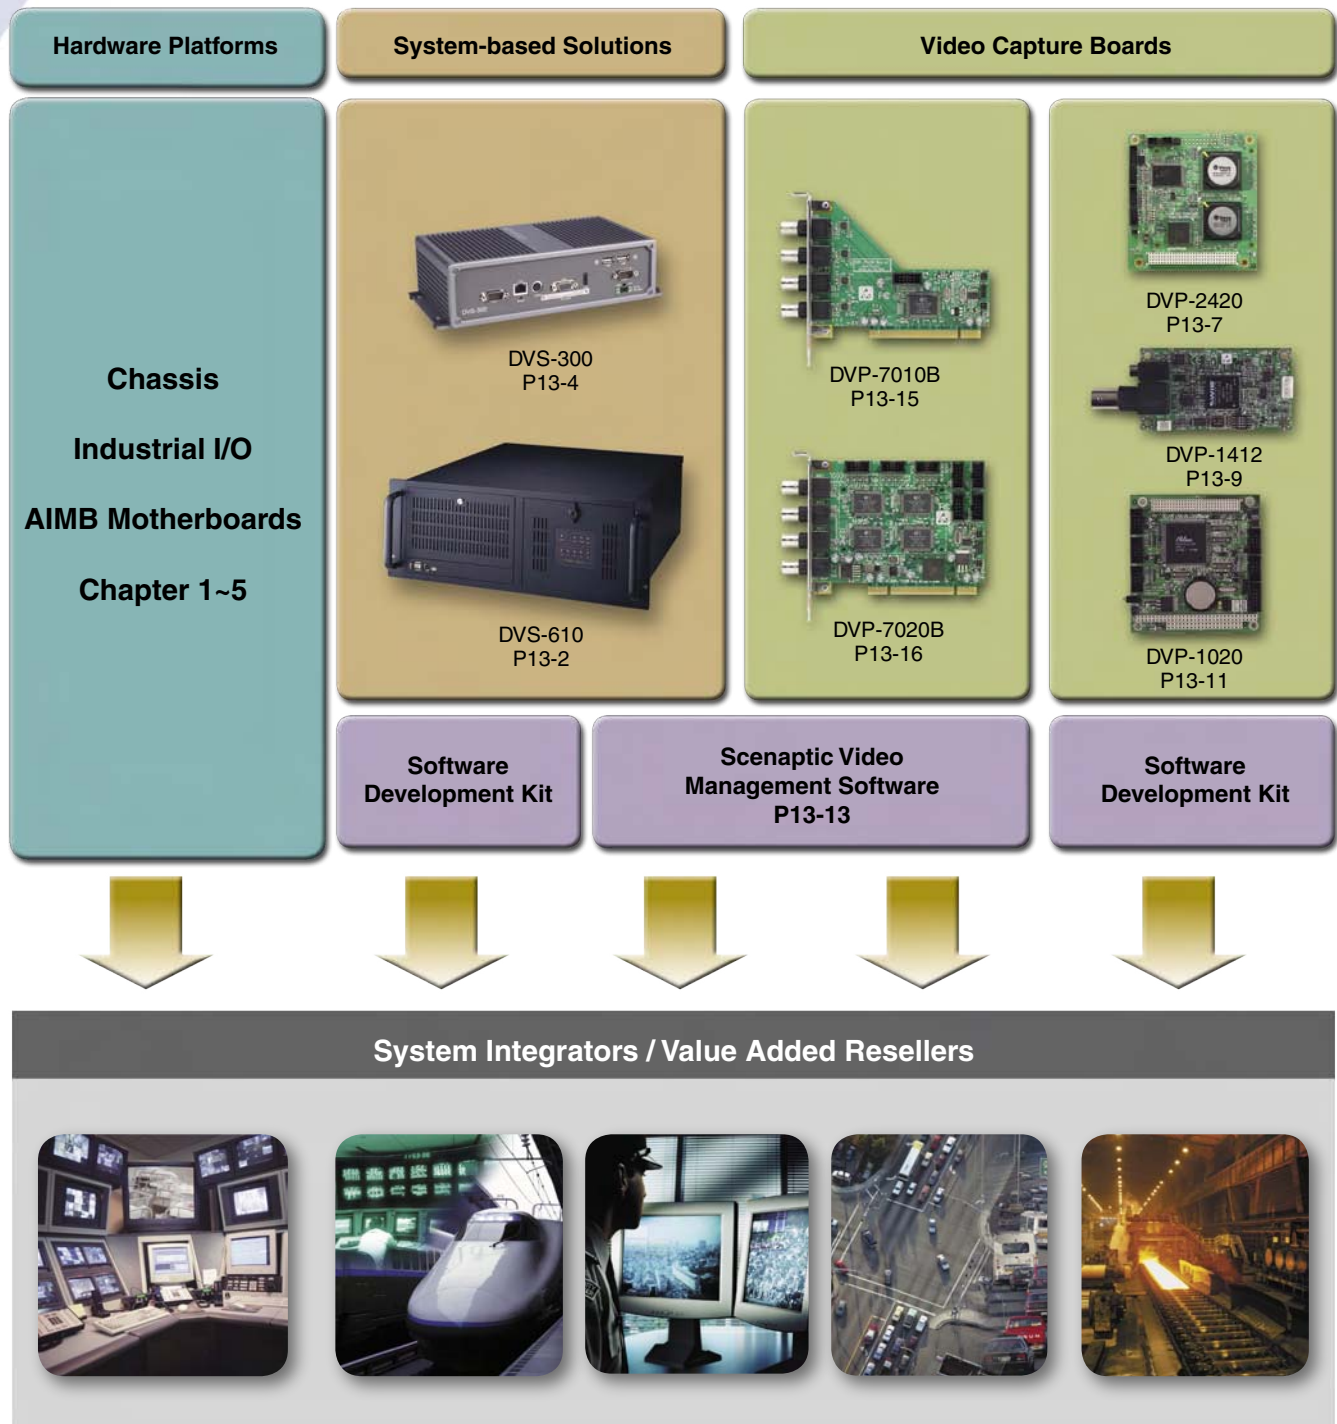 Hardware Platforms
System-based Solutions
Video Capture Boards
Chassis
Industrial I/O
AIMB Motherboards
Chapter 1~5
DVS-300
P13-4
DVS-610
P13-2
DVP-7010B
P13-15
DVP-7020B
P13-16
DVP-2420
P13-7
DVP-1412
P13-9
DVP-1020
P13-11
Software
Development Kit
Scenaptic Video
Management Software
P13-13
Software
Development Kit
System Integrators / Value Added Resellers